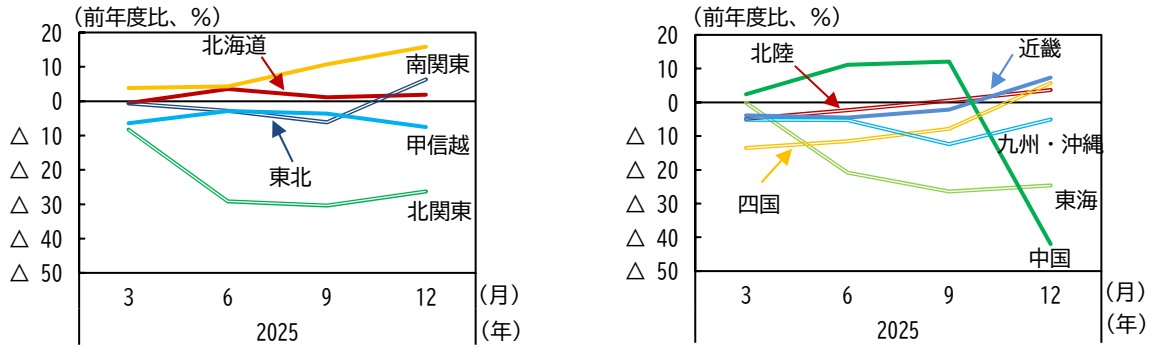 （前年度比、％）
20
10
0
△ 10
△ 20
△ 30
△ 40
△ 50
北海道
南関東
甲信越
東北
北関東
3 6 9 12 （月）
2025 （年）
（前年度比、％）
20
10
0
△ 10
△ 20
△ 30
△ 40
△ 50
北陸
近畿
九州・沖縄
四国
東海
中国
3 6 9 12 （月）
2025 （年）